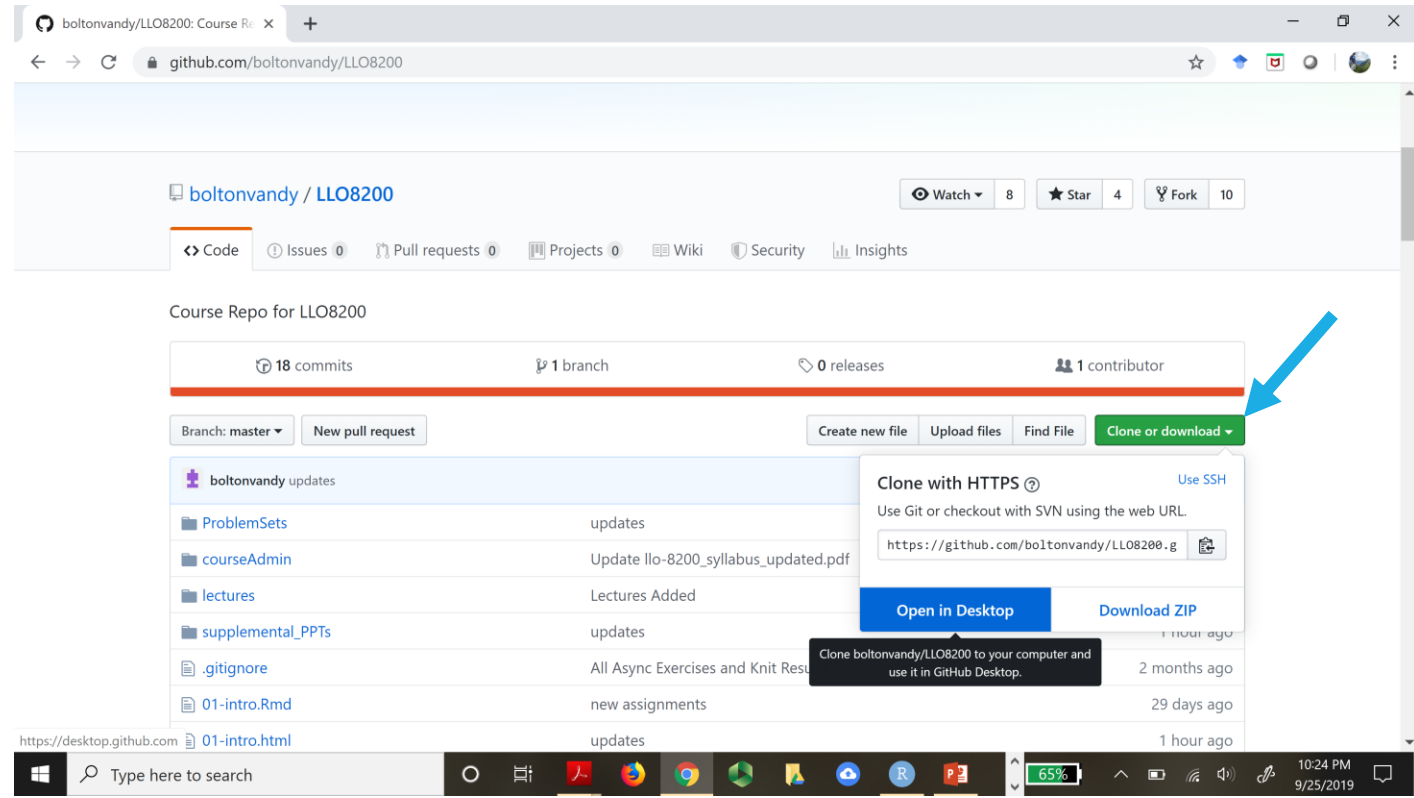 boltonvandy/LLO8200: Course Re
github.com/boltonvandy/LLO8200
boltonvandy / LLO8200
Watch 8 Star 4 Fork 10
Code Issues 0 Pull requests 0 Projects 0 Wiki Security Insights
Course Repo for LLO8200
18 commits 1 branch 0 releases 1 contributor
Branch: master New pull request Create new file Upload files Find File Clone or download
boltonvandy updates
Clone with HTTPS Use SSH
Use Git or checkout with SVN using the web URL.
https://github.com/boltonvandy/LLO8200.g
Open in Desktop Download ZIP
Clone boltonvandy/LLO8200 to your computer and
use it in GitHub Desktop.
ProblemSets updates
courseAdmin Update llo-8200_syllabus_updated.pdf
lectures Lectures Added
supplemental_PPTs updates 1 hour ago
.gitignore All Async Exercises and Knit Resu 2 months ago
01-intro.Rmd new assignments 29 days ago
https://desktop.github.com 01-intro.html updates 1 hour ago
Type here to search 65% 10:24 PM
9/25/2019